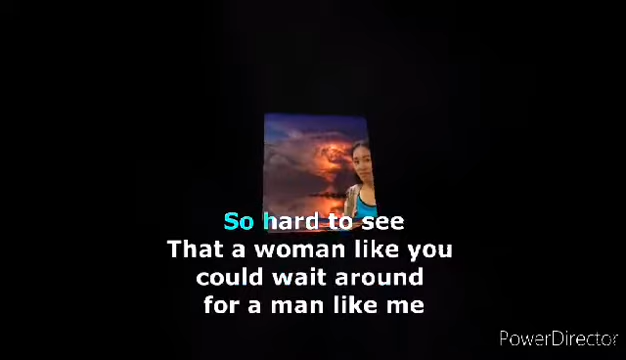 So hard to see
That a woman like you
could wait around
for a man like me
PowerDirector